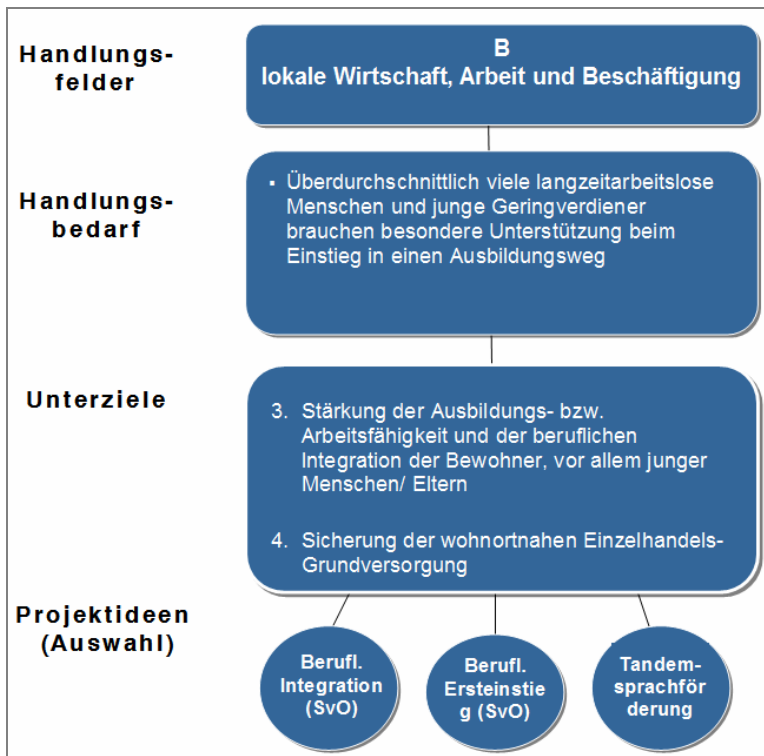 Handlungs-
felder
B
lokale Wirtschaft, Arbeit und Beschäftigung
Handlungs-
bedarf
▪ Überdurchschnittlich viele langzeitarbeitslose
Menschen und junge Geringverdiener
brauchen besondere Unterstützung beim
Einstieg in einen Ausbildungsweg
Unterziele
3. Stärkung der Ausbildungs- bzw.
Arbeitsfähigkeit und der beruflichen
Integration der Bewohner, vor allem junger
Menschen/ Eltern
4. Sicherung der wohnortnahen Einzelhandels-
Grundversorgung
Projektideen
(Auswahl)
Berufl.
Integration
(SvO)
Berufl.
Ersteinstie
g (SvO)
Tandem-
sprachför
derung